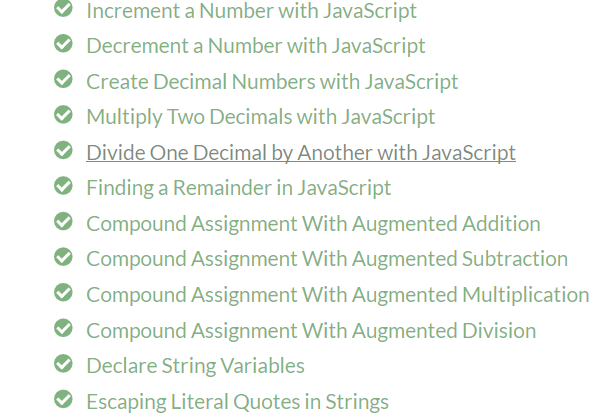 Increment a Number with JavaScript
Decrement a Number with JavaScript
Create Decimal Numbers with JavaScript
Multiply Two Decimals with JavaScript
Divide One Decimal by Another with JavaScript
Finding a Remainder in JavaScript
Compound Assignment With Augmented Addition
Compound Assignment With Augmented Subtraction
Compound Assignment With Augmented Multiplication
Compound Assignment With Augmented Division
Declare String Variables
Escaping Literal Quotes in Strings